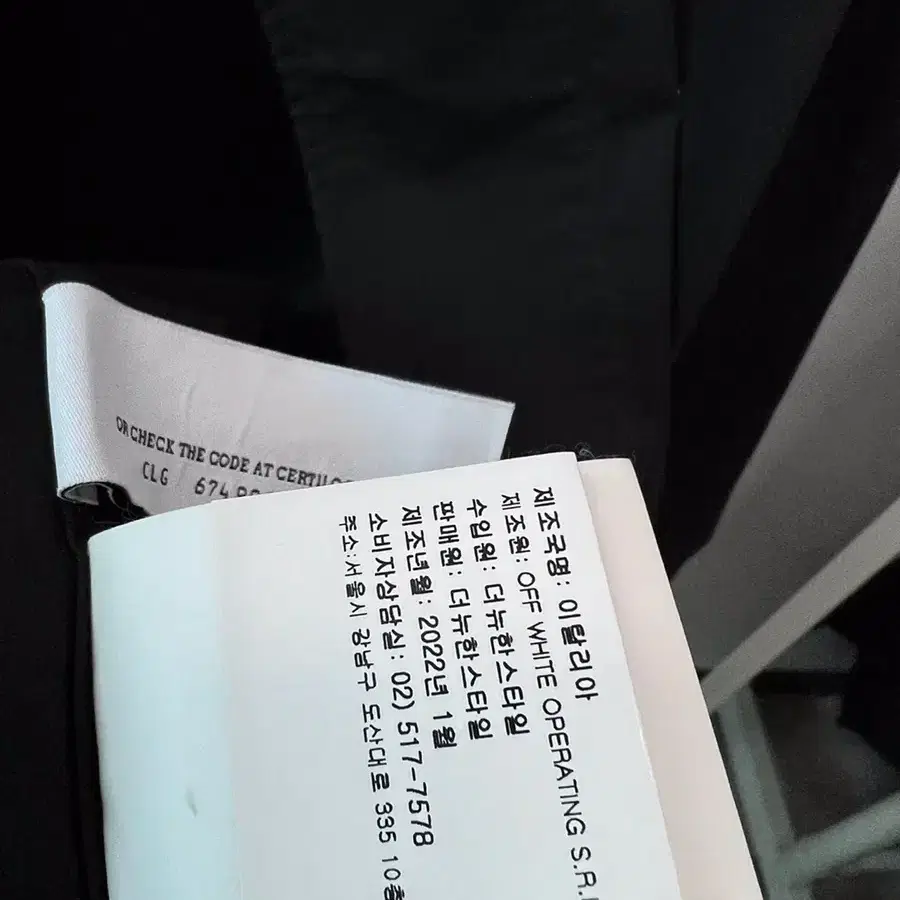 OR CHECK THE CODE AT
CLG 674
제조국명: 이탈리아
제조원: OFF WHITE OPERATING S.R.
수입원: 더뉴한스타일
판매원: 더뉴한스타일
제조년월: 2022년 1월
소비자상담실: 02) 517-7578
주소:서울시 강남구 도산대로 335 10층